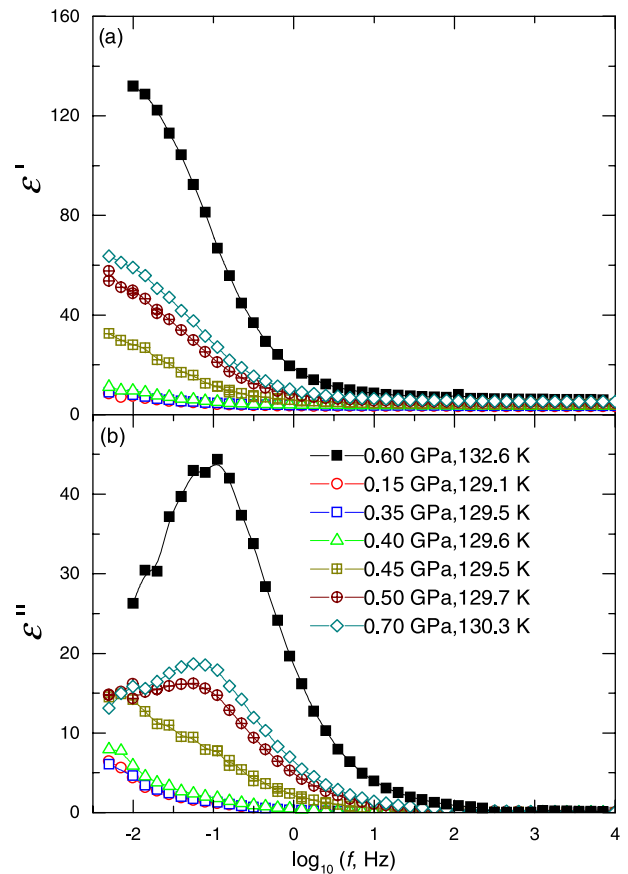 (a)
160
120
80
40
0
ε'
(b)
40
30
20
10
0
ε"
0.60 GPa,132.6 K
0.15 GPa,129.1 K
0.35 GPa,129.5 K
0.40 GPa,129.6 K
0.45 GPa,129.5 K
0.50 GPa,129.7 K
0.70 GPa,130.3 K
-2 -1 0 1 2 3 4
log₁₀ (f, Hz)